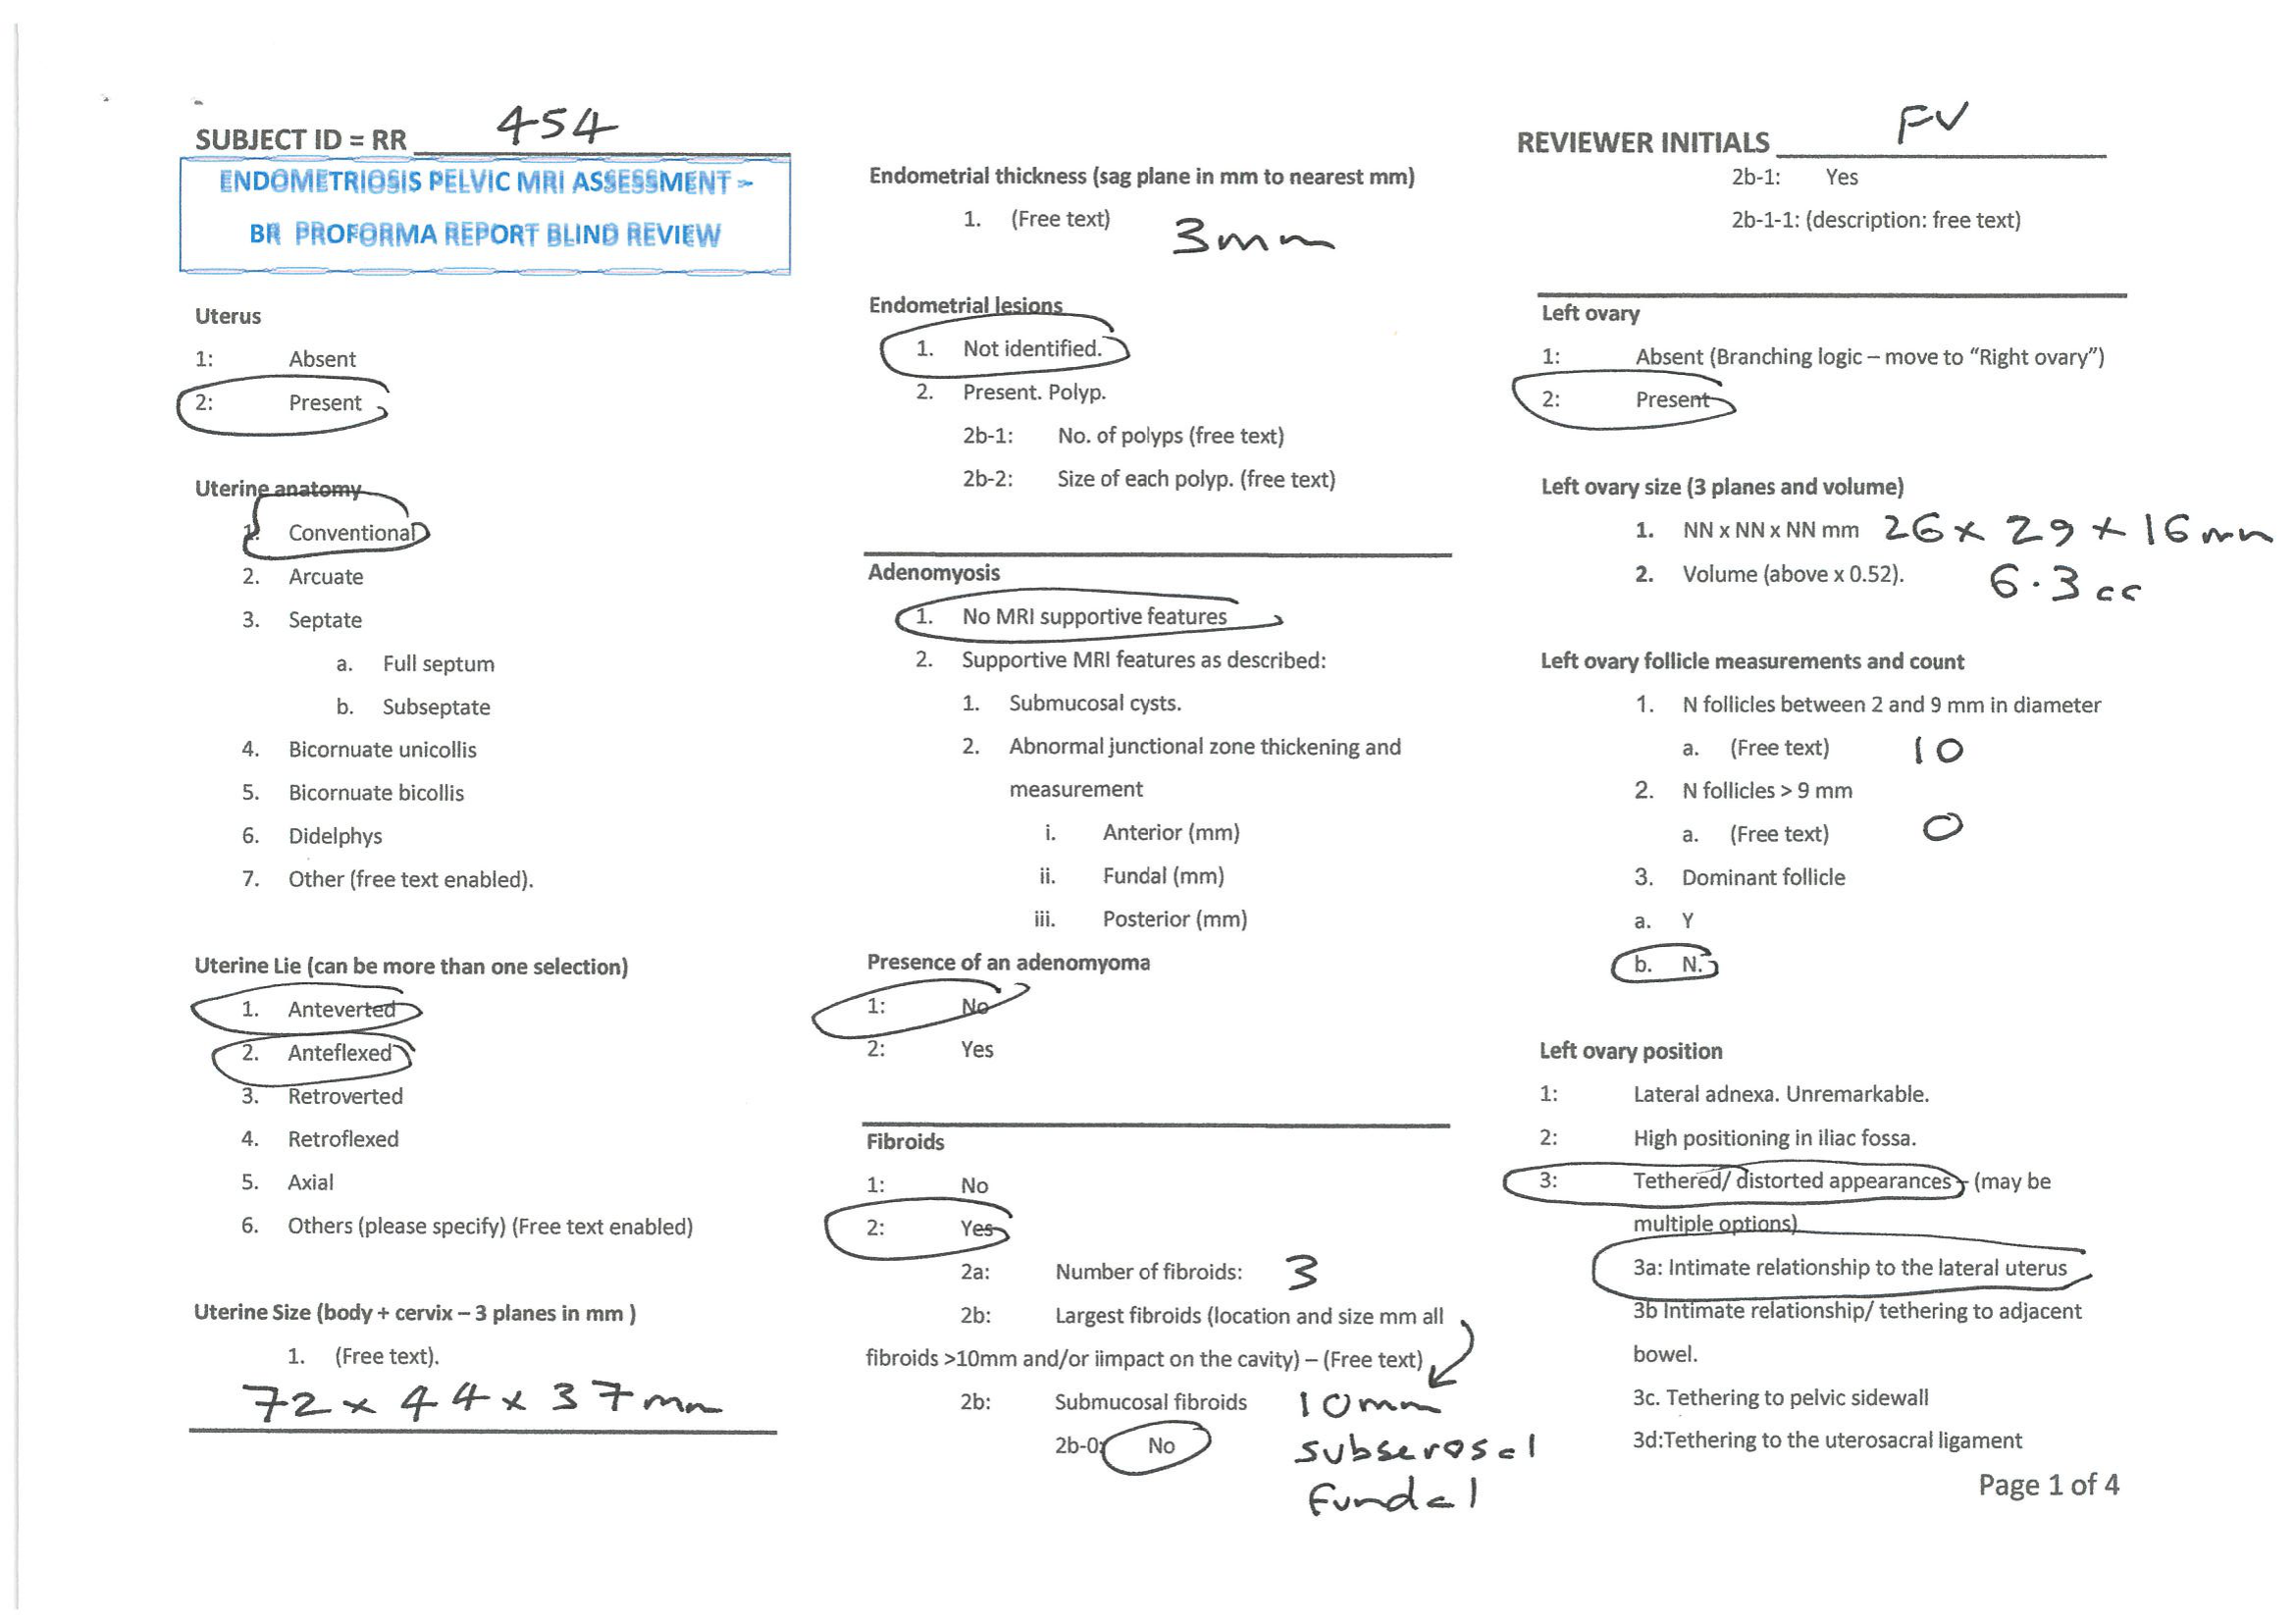 SUBJECT ID = RR 454
ENDOMETRIOSIS PELVIC MRI ASSESSMENT -
BR PROFORMA REPORT BLIND REVIEW
Uterus
1: Absent
2: Present
Uterine anatomy
1. Conventional
2. Arcuate
3. Septate
a. Full septum
b. Subseptate
4. Bicornuate unicollis
5. Bicornuate bicollis
6. Didelphys
7. Other (free text enabled).
Uterine Lie (can be more than one selection)
1. Anteverted
2. Anteflexed
3. Retroverted
4. Retroflexed
5. Axial
6. Others (please specify) (Free text enabled)
Uterine Size (body + cervix – 3 planes in mm )
1. (Free text).
72 x 44 x 37mm
Endometrial thickness (sag plane in mm to nearest mm)
1. (Free text) 3mm
Endometrial lesions
1. Not identified.
2. Present. Polyp.
2b-1: No. of polyps (free text)
2b-2: Size of each polyp. (free text)
Adenomyosis
1. No MRI supportive features
2. Supportive MRI features as described:
1. Submucosal cysts.
2. Abnormal junctional zone thickening and
measurement
i. Anterior (mm)
ii. Fundal (mm)
iii. Posterior (mm)
Presence of an adenomyoma
1: No
2: Yes
Fibroids
1: No
2: Yes
2a: Number of fibroids: 3
2b: Largest fibroids (location and size mm all
fibroids >10mm and/or iimpact on the cavity) – (Free text)
2b: Submucosal fibroids 10mm
2b-0: No subserosal
Fundal
REVIEWER INITIALS FV
2b-1: Yes
2b-1-1: (description: free text)
Left ovary
1: Absent (Branching logic – move to “Right ovary”)
2: Present
Left ovary size (3 planes and volume)
1. NN x NN x NN mm 26 x 29 x 16mm
2. Volume (above x 0.52). 6.3cc
Left ovary follicle measurements and count
1. N follicles between 2 and 9 mm in diameter
a. (Free text) 10
2. N follicles > 9 mm
a. (Free text) 0
3. Dominant follicle
a. Y
b. N.
Left ovary position
1: Lateral adnexa. Unremarkable.
2: High positioning in iliac fossa.
3: Tethered/ distorted appearances – (may be
multiple options)
3a: Intimate relationship to the lateral uterus
3b Intimate relationship/ tethering to adjacent
bowel.
3c. Tethering to pelvic sidewall
3d:Tethering to the uterosacral ligament
Page 1 of 4